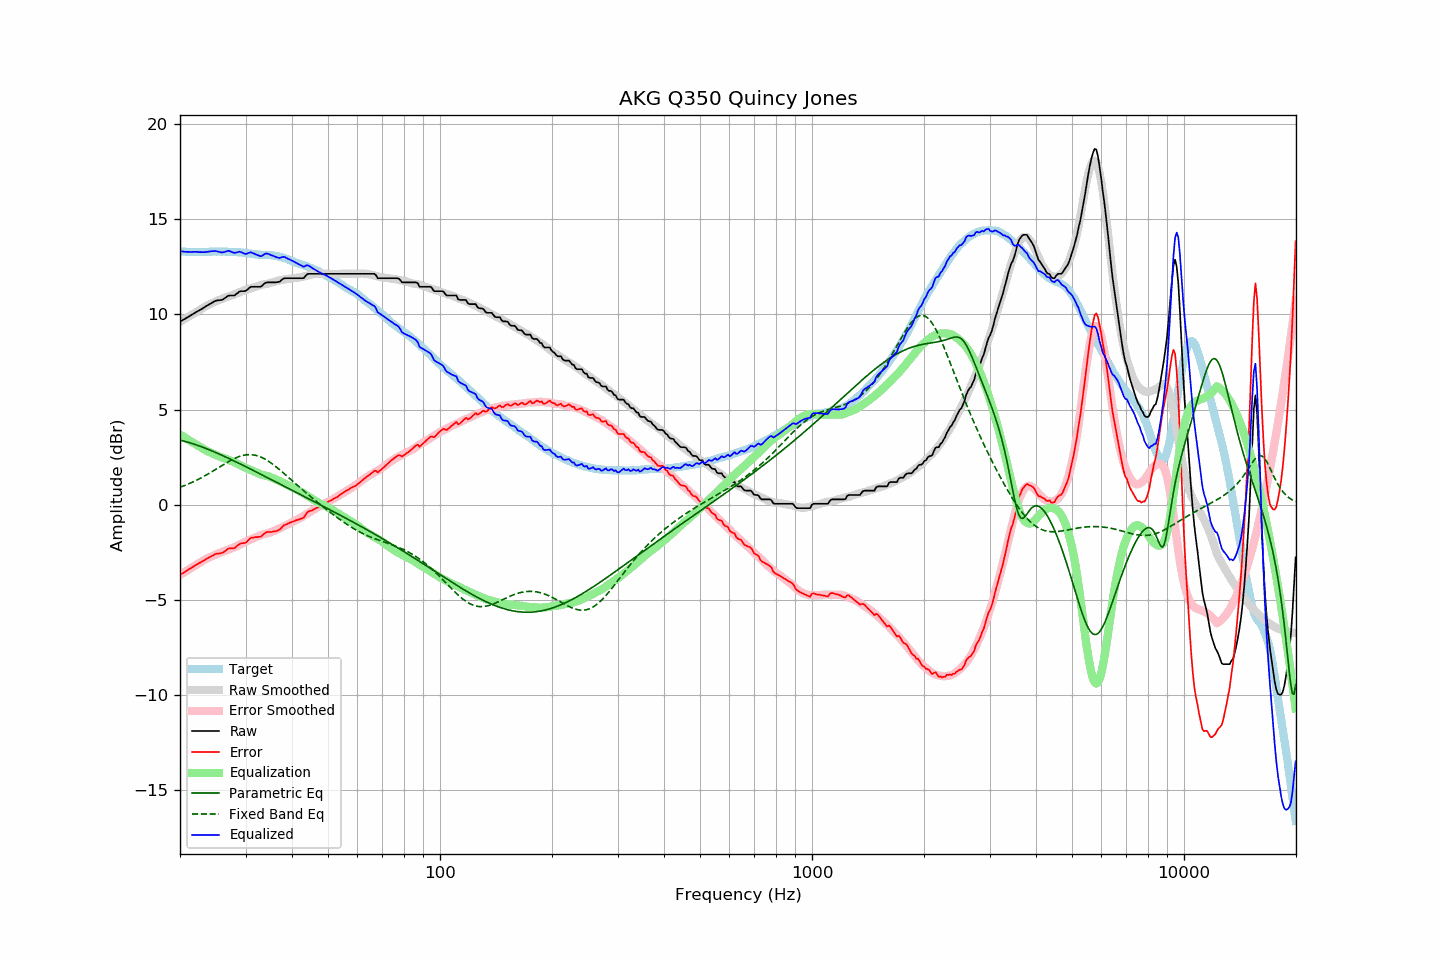 AKG Q350 Quincy Jones
Amplitude (dBr)
20
15
10
5
0
−5
−10
−15
Target
Raw Smoothed
Error Smoothed
Raw
Error
Equalization
Parametric Eq
Fixed Band Eq
Equalized
100
1000
10000
Frequency (Hz)